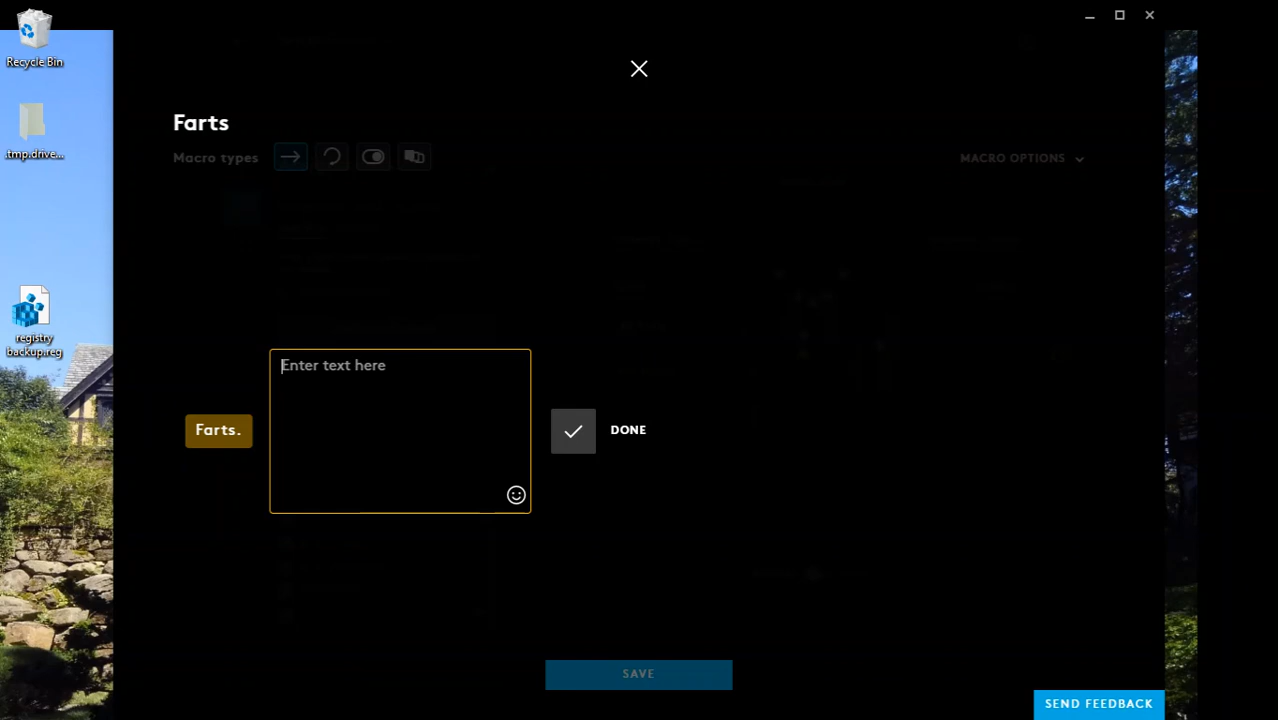 Recycle Bin
.tmp.drive...
registry
backup.reg
Farts
Macro types
MACRO OPTIONS
Enter text here
Farts.
DONE
SAVE
SEND FEEDBACK